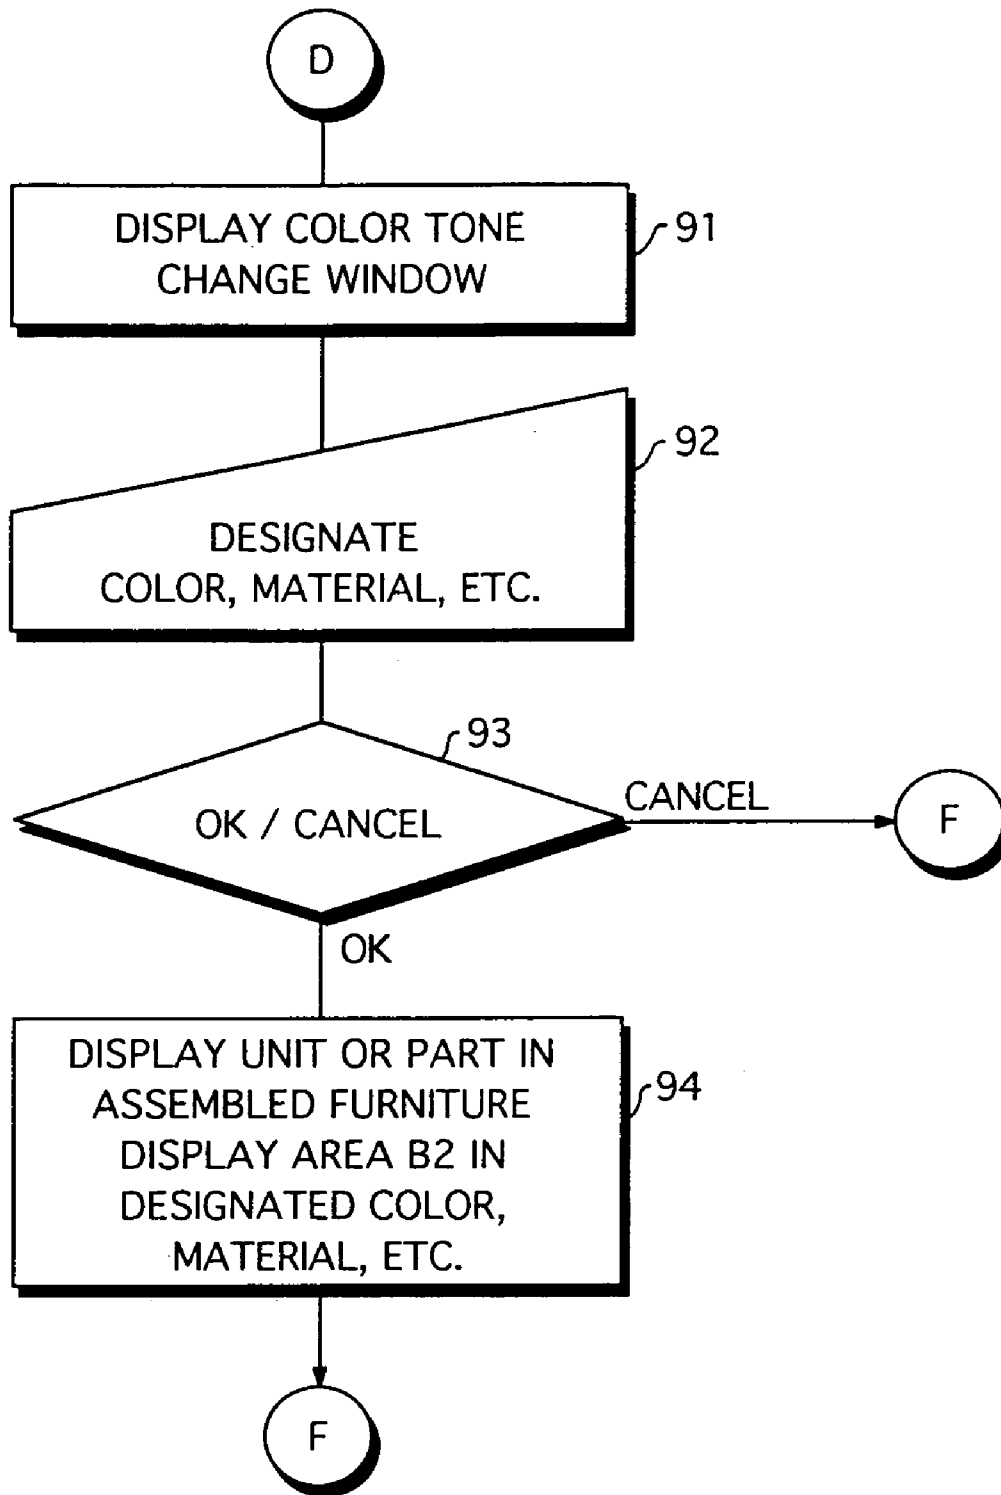 D
DISPLAY COLOR TONE
CHANGE WINDOW
91
92
DESIGNATE
COLOR, MATERIAL, ETC.
93
OK / CANCEL
CANCEL
F
OK
DISPLAY UNIT OR PART IN
ASSEMBLED FURNITURE
DISPLAY AREA B2 IN
DESIGNATED COLOR,
MATERIAL, ETC.
94
F